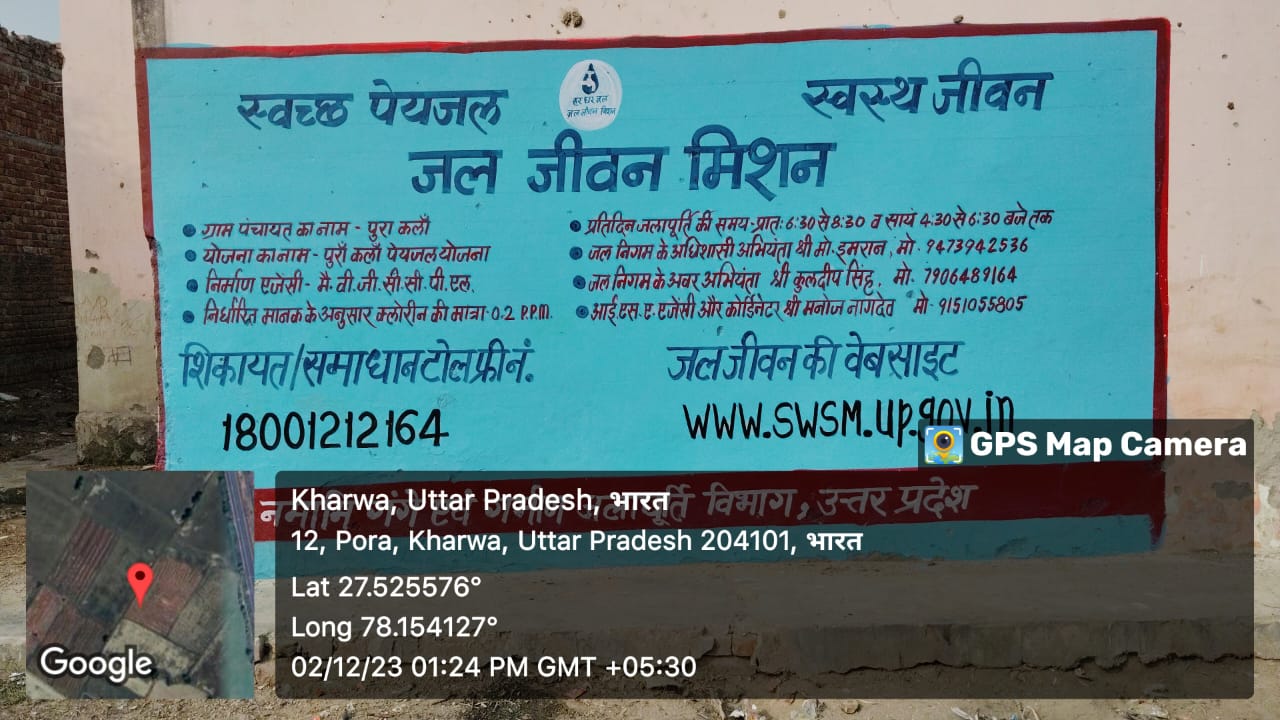 स्वच्छ पेयजल
हर घर जल
जल जीवन मिशन
स्वस्थ जीवन
जल जीवन मिशन
ग्राम पंचायत का नाम - पुरा कलाँ
योजना का नाम - पुराँ कलाँ पेयजल योजना
निर्माण एजेंसी - मै. वी. जी. सी. सी. पी. एल.
निर्धारित मानक के अनुसार क्लोरीन की मात्रा 0.2 P.P.M.
प्रतिदिन जलापूर्ति की समय - प्रातः 6:30 से 8:30 व सायं 4:30 से 6:30 बजे तक
जल निगम के अधिशासी अभियंता श्री मो. इमरान, मो. 9473942536
जल निगम के अवर अभियंता श्री कुलदीप सिंह, मो. 7906489164
आई एस. ए. एजेंसी और कोर्डिनेटर श्री मनोज नागदेव मो- 9151055805
शिकायत/समाधान टोल फ्री नं.
18001212164
जल जीवन की वेबसाइट
www.swsm.up.gov.in
नमामि गंगे एवं ग्रामीण जलापूर्ति विभाग, उत्तर प्रदेश
GPS Map Camera
Kharwa, Uttar Pradesh, भारत
12, Pora, Kharwa, Uttar Pradesh 204101, भारत
Lat 27.525576°
Long 78.154127°
02/12/23 01:24 PM GMT +05:30
Google